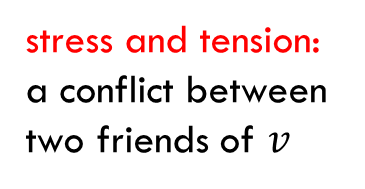 stress and tension:
a conflict between
two friends of v